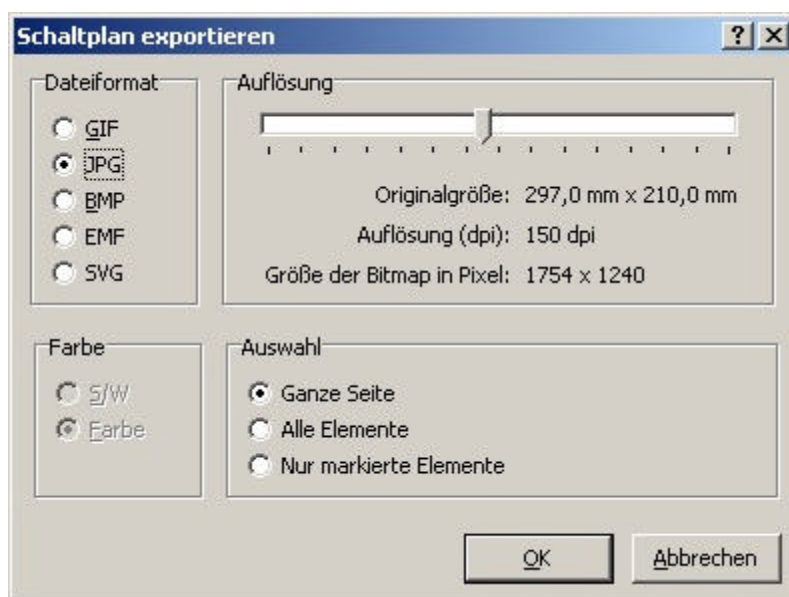 Schaltplan exportieren
Dateiformat
GIF
JPG
BMP
EMF
SVG
Auflösung
Originalgröße: 297,0 mm x 210,0 mm
Auflösung (dpi): 150 dpi
Größe der Bitmap in Pixel: 1754 x 1240
Farbe
S/W
Farbe
Auswahl
Ganze Seite
Alle Elemente
Nur markierte Elemente
OK
Abbrechen